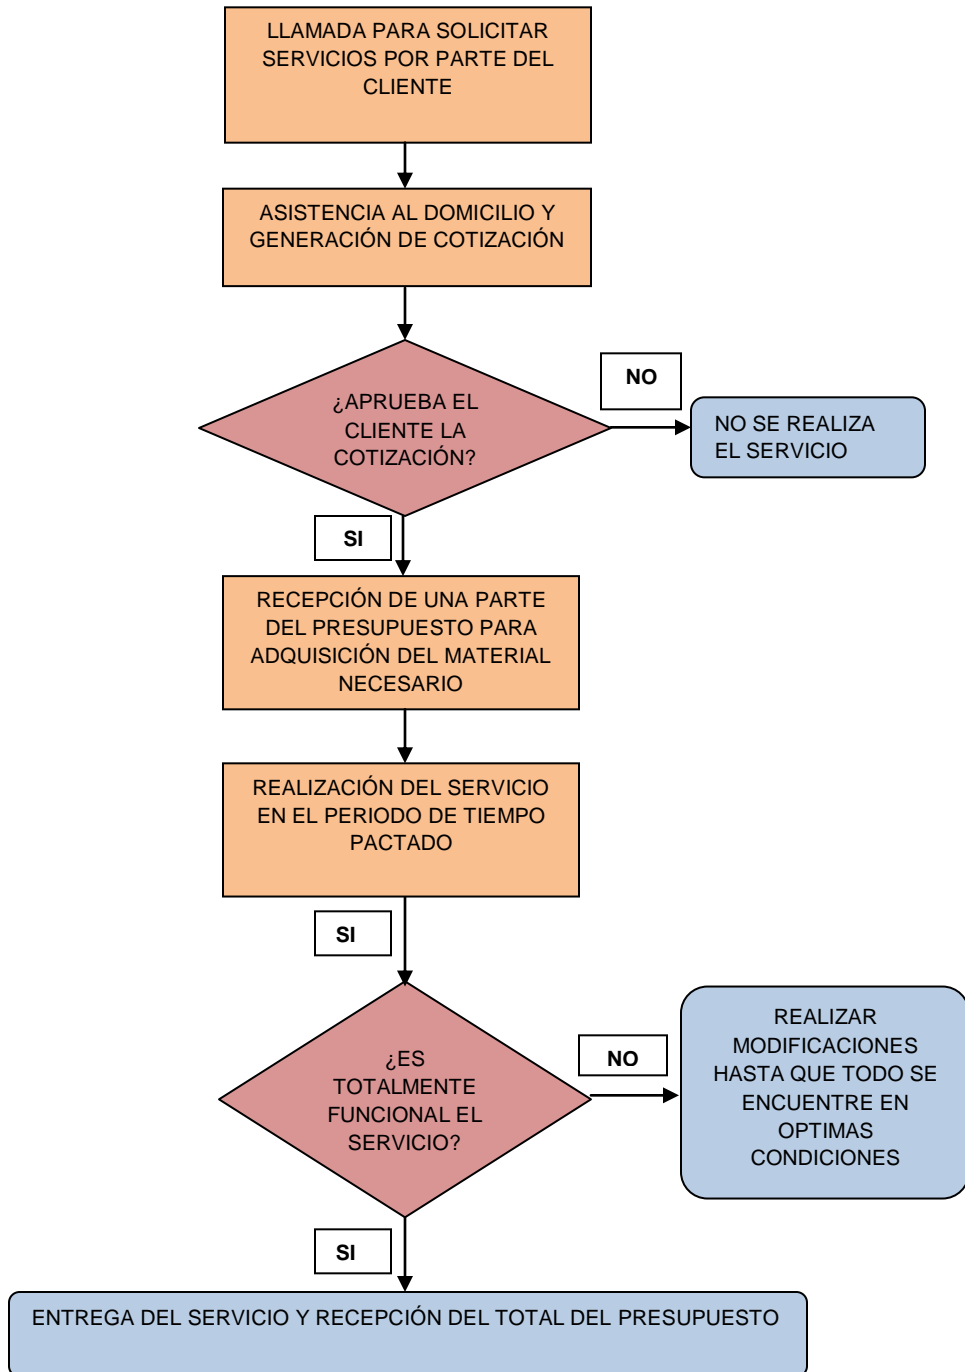 LLAMADA PARA SOLICITAR
SERVICIOS POR PARTE DEL
CLIENTE
ASISTENCIA AL DOMICILIO Y
GENERACIÓN DE COTIZACIÓN
¿APRUEBA EL
CLIENTE LA
COTIZACIÓN?
NO
NO SE REALIZA
EL SERVICIO
SI
RECEPCIÓN DE UNA PARTE
DEL PRESUPUESTO PARA
ADQUISICIÓN DEL MATERIAL
NECESARIO
REALIZACIÓN DEL SERVICIO
EN EL PERIODO DE TIEMPO
PACTADO
SI
¿ES
TOTALMENTE
FUNCIONAL EL
SERVICIO?
NO
REALIZAR
MODIFICACIONES
HASTA QUE TODO SE
ENCUENTRE EN
OPTIMAS
CONDICIONES
SI
ENTREGA DEL SERVICIO Y RECEPCIÓN DEL TOTAL DEL PRESUPUESTO